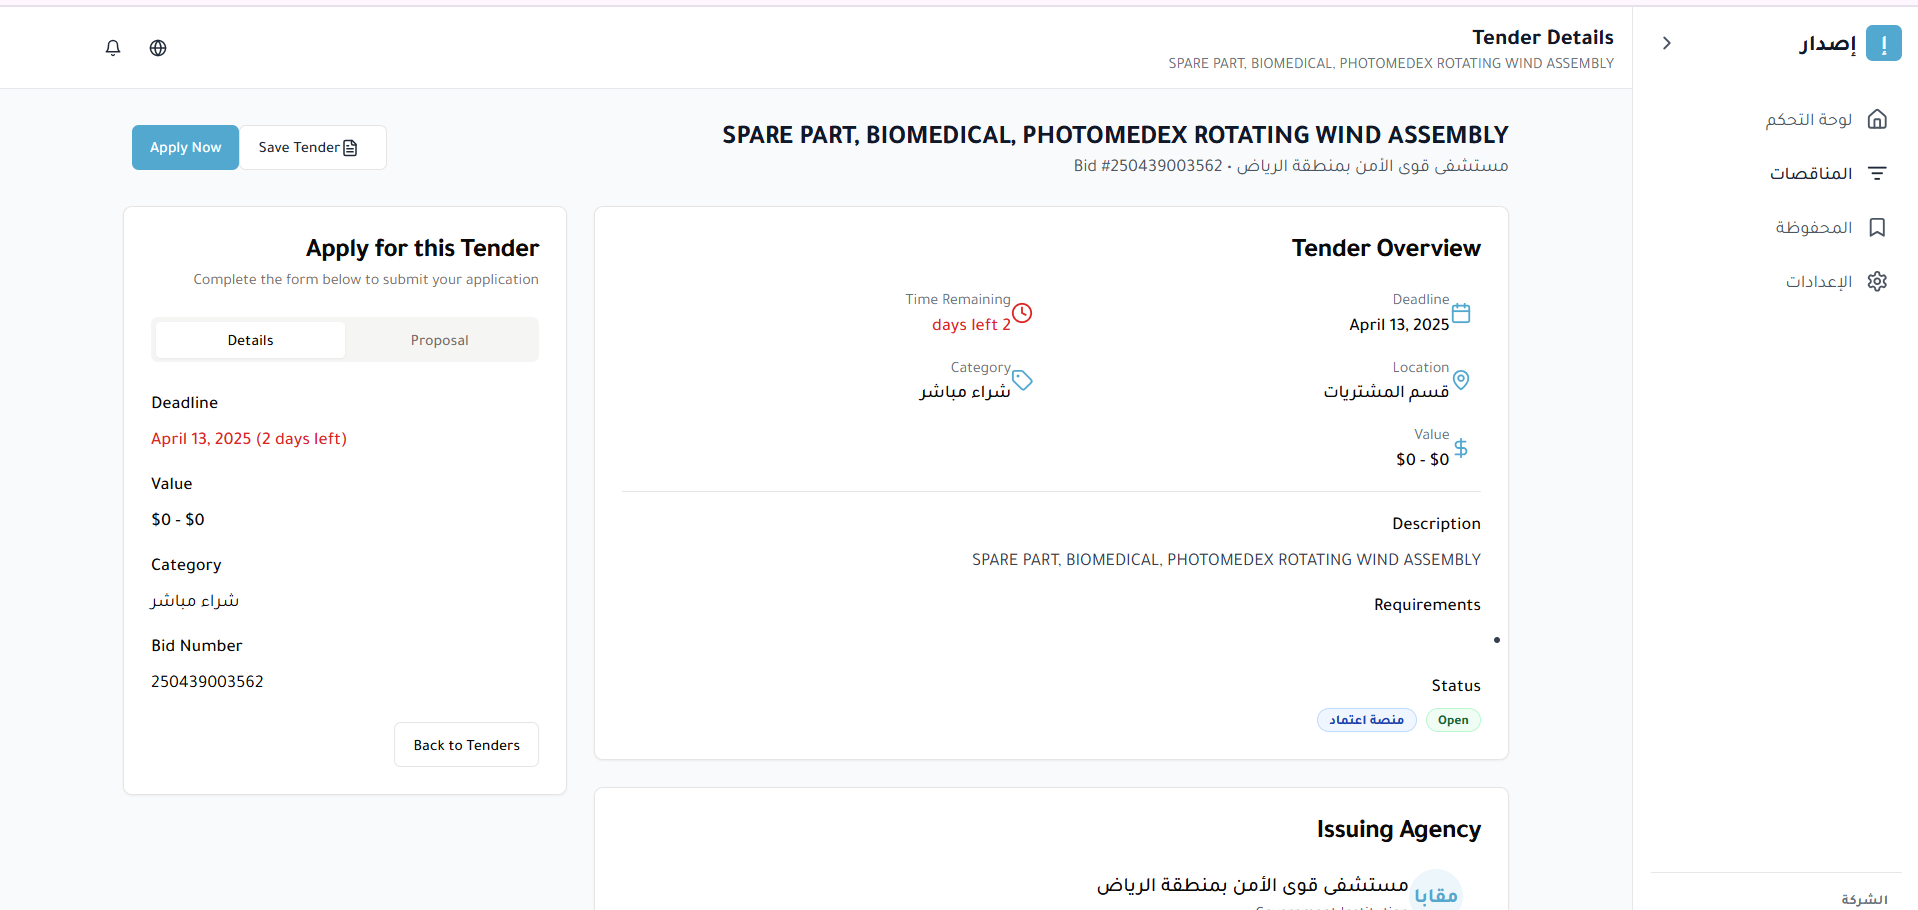 إ
إصدار
لوحة التحكم
المناقصات
المحفوظة
الإعدادات
الشركة
Tender Details
SPARE PART, BIOMEDICAL, PHOTOMEDEX ROTATING WIND ASSEMBLY
SPARE PART, BIOMEDICAL, PHOTOMEDEX ROTATING WIND ASSEMBLY
مستشفى قوى الأمن بمنطقة الرياض • Bid #250439003562
Save Tender
Apply Now
Tender Overview
Deadline
April 13, 2025
Time Remaining
days left 2
Location
قسم المشتريات
Category
شراء مباشر
Value
$0 - $0
Description
SPARE PART, BIOMEDICAL, PHOTOMEDEX ROTATING WIND ASSEMBLY
Requirements
•
Status
Open
منصة اعتماد
Issuing Agency
مقابا
مستشفى قوى الأمن بمنطقة الرياض
Apply for this Tender
Complete the form below to submit your application
Details
Proposal
Deadline
April 13, 2025 (2 days left)
Value
$0 - $0
Category
شراء مباشر
Bid Number
250439003562
Back to Tenders